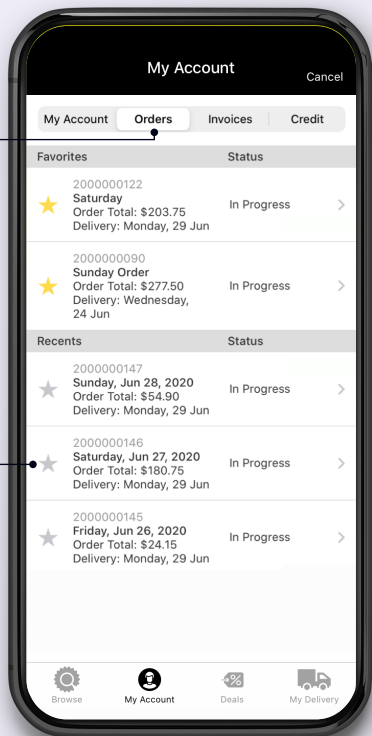 My Account
Cancel
My Account Orders Invoices Credit
Favorites Status
2000000122
Saturday
Order Total: $203.75
Delivery: Monday, 29 Jun
In Progress
2000000090
Sunday Order
Order Total: $277.50
Delivery: Wednesday,
24 Jun
In Progress
Recents Status
2000000147
Sunday, Jun 28, 2020
Order Total: $54.90
Delivery: Monday, 29 Jun
In Progress
2000000146
Saturday, Jun 27, 2020
Order Total: $180.75
Delivery: Monday, 29 Jun
In Progress
2000000145
Friday, Jun 26, 2020
Order Total: $24.15
Delivery: Monday, 29 Jun
In Progress
%
Browse My Account Deals My Delivery